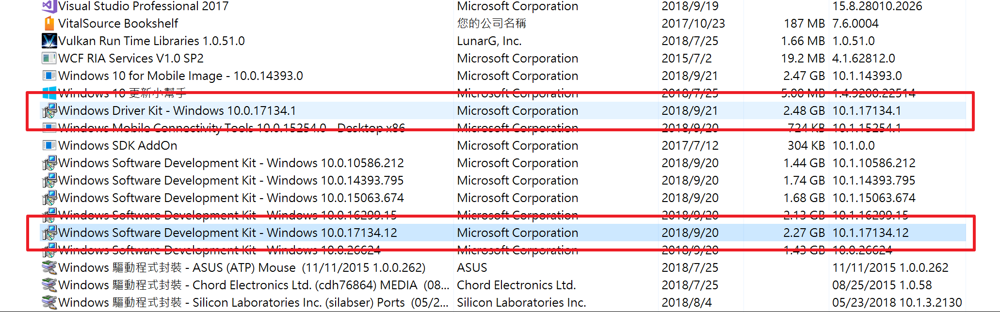 Visual Studio Professional 2017 Microsoft Corporation 2018/9/19 15.8.28010.2026
VitalSource Bookshelf 您的公司名稱 2017/10/23 187 MB 7.6.0004
Vulkan Run Time Libraries 1.0.51.0 LunarG, Inc. 2018/7/25 1.66 MB 1.0.51.0
WCF RIA Services V1.0 SP2 Microsoft Corporation 2015/7/2 19.2 MB 4.1.62812.0
Windows 10 for Mobile Image - 10.0.14393.0 Microsoft Corporation 2018/9/21 2.47 GB 10.1.14393.0
Windows 10 更新小幫手 Microsoft Corporation 2018/7/25 5.00 MB 1.4.9200.22514
Windows Driver Kit - Windows 10.0.17134.1 Microsoft Corporation 2018/9/21 2.48 GB 10.1.17134.1
Windows Mobile Connectivity Tools 10.0.15254.0 - Desktop x86 Microsoft Corporation 2018/9/20 724 KB 10.1.15254.1
Windows SDK AddOn Microsoft Corporation 2017/7/12 304 KB 10.1.0.0
Windows Software Development Kit - Windows 10.0.10586.212 Microsoft Corporation 2018/9/20 1.44 GB 10.1.10586.212
Windows Software Development Kit - Windows 10.0.14393.795 Microsoft Corporation 2018/9/20 1.74 GB 10.1.14393.795
Windows Software Development Kit - Windows 10.0.15063.674 Microsoft Corporation 2018/9/20 1.68 GB 10.1.15063.674
Windows Software Development Kit - Windows 10.0.16299.15 Microsoft Corporation 2018/9/20 2.13 GB 10.1.16299.15
Windows Software Development Kit - Windows 10.0.17134.12 Microsoft Corporation 2018/9/20 2.27 GB 10.1.17134.12
Windows Software Development Kit - Windows 10.0.26624 Microsoft Corporation 2018/9/20 1.43 GB 10.0.26624
Windows 驅動程式封裝 - ASUS (ATP) Mouse (11/11/2015 1.0.0.262) ASUS 2018/7/25 11/11/2015 1.0.0.262
Windows 驅動程式封裝 - Chord Electronics Ltd. (cdh76864) MEDIA (08... Chord Electronics Ltd. 2018/7/25 08/25/2015 1.0.58
Windows 驅動程式封裝 - Silicon Laboratories Inc. (silabser) Ports (05/2... Silicon Laboratories Inc. 2018/8/4 05/23/2018 10.1.3.2130